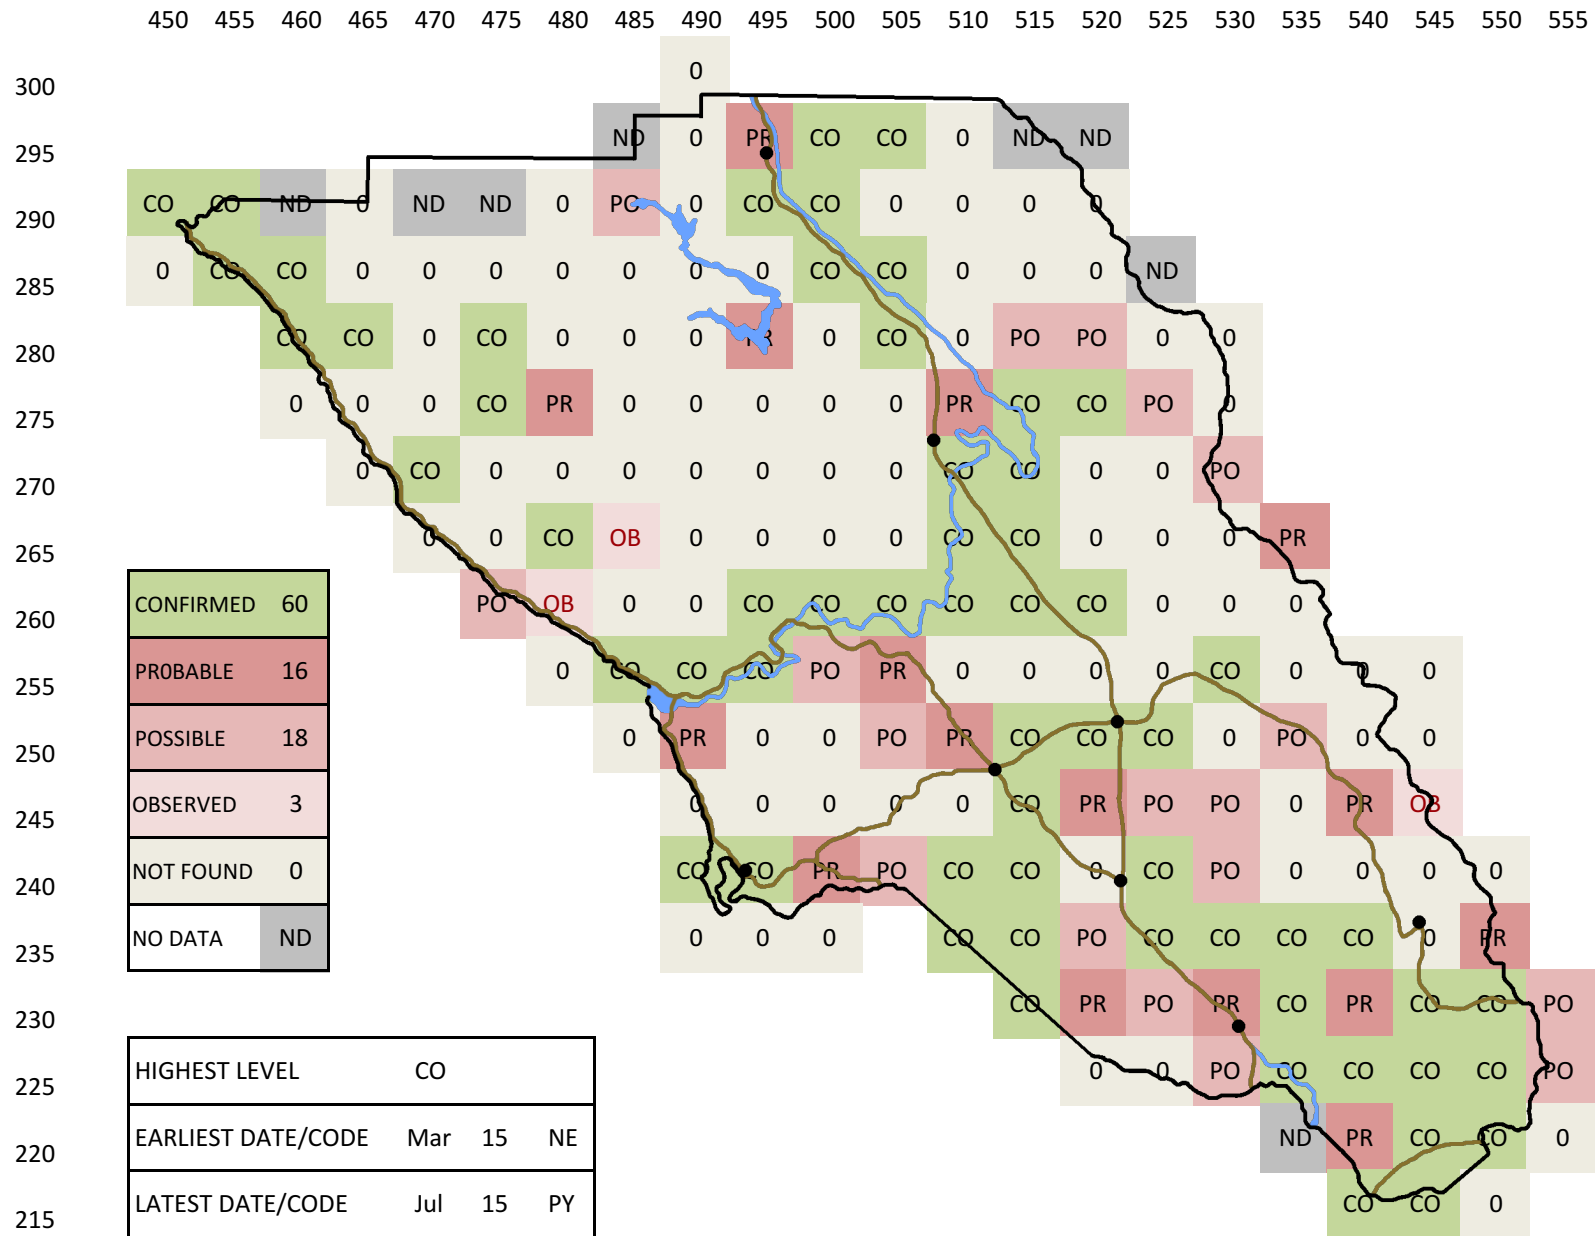 450 455 460 465 470 475 480 485 490 495 500 505 510 515 520 525 530 535 540 545 550 555
0
300
ND 0 PR CO CO 0 ND ND
295
CO CO ND 0 ND ND 0 PO 0 CO CO 0 0 0 0
290
0 CO CO 0 0 0 0 0 0 0 CO CO 0 0 0 ND
285
CO CO 0 CO 0 0 0 PR 0 CO 0 PO PO 0 0
280
0 0 0 CO PR 0 0 0 0 0 PR CO CO PO 0
275
0 CO 0 0 0 0 0 0 0 CO CO 0 0 PO
270
0 0 CO OB 0 0 0 0 CO CO 0 0 0 PR
265
PO OB 0 0 CO CO CO CO CO CO 0 0 0
260
0 CO CO CO PO PR 0 0 0 0 CO 0 0 0
255
0 PR 0 0 PO PR CO CO CO 0 PO 0 0
250
0 0 0 0 0 CO PR PO PO 0 PR OB
245
CO CO PR PO CO CO 0 CO PO 0 0 0 0
240
0 0 0 CO CO PO CO CO CO CO 0 PR
235
CO PR PO PR CO PR CO CO PO
230
0 0 PO CO CO CO CO PO
225
ND PR CO CO 0
220
CO CO 0
215
CONFIRMED 60
PR0BABLE 16
POSSIBLE 18
OBSERVED 3
NOT FOUND 0
NO DATA ND
HIGHEST LEVEL CO
EARLIEST DATE/CODE Mar 15 NE
LATEST DATE/CODE Jul 15 PY